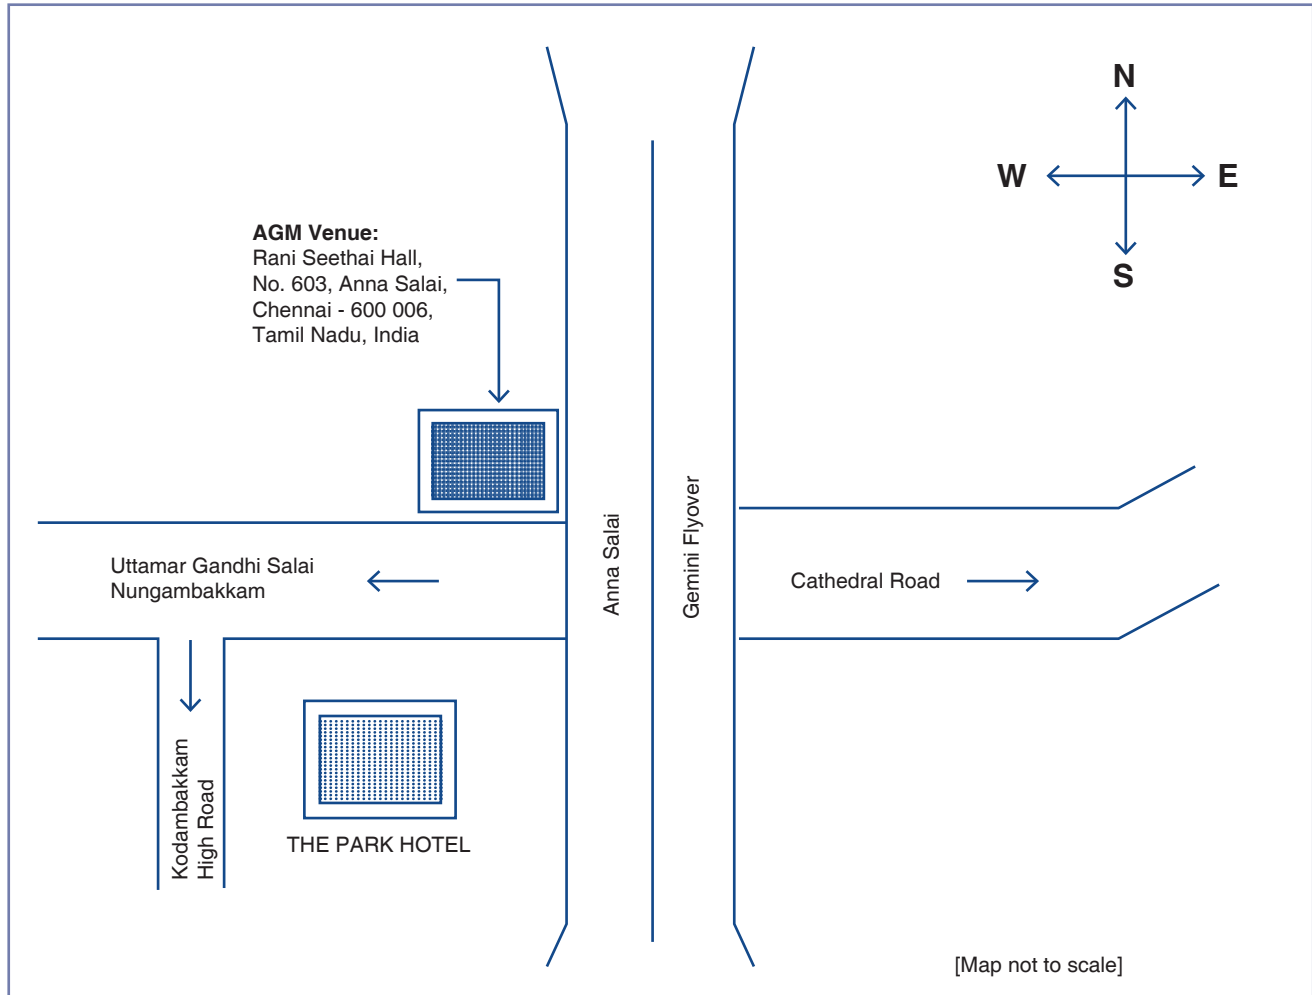 N
W
E
S
AGM Venue:
Rani Seethai Hall,
No. 603, Anna Salai,
Chennai - 600 006,
Tamil Nadu, India
Uttamar Gandhi Salai
Nungambakkam
Anna Salai
Gemini Flyover
Cathedral Road
Kodambakkam
High Road
THE PARK HOTEL
[Map not to scale]